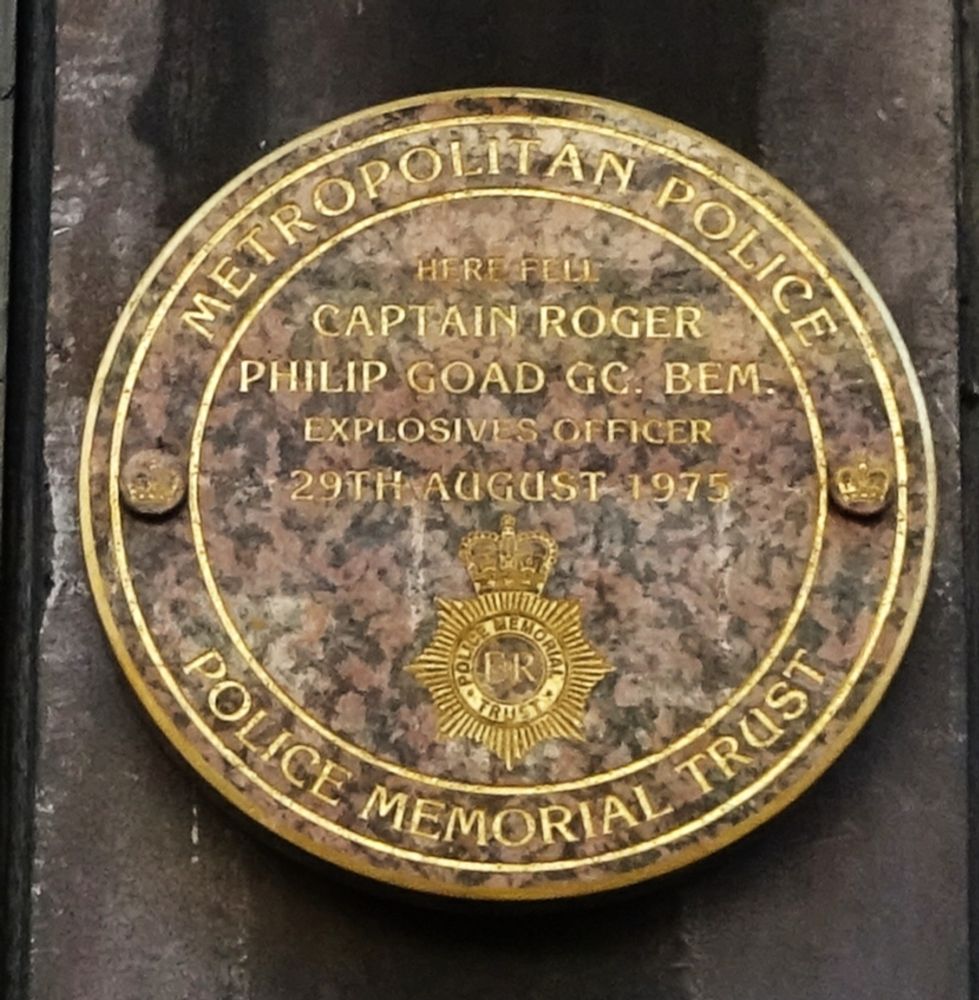 METROPOLITAN POLICE
HERE FELL
CAPTAIN ROGER
PHILIP GOAD GC. BEM.
EXPLOSIVES OFFICER
29TH AUGUST 1975
POLICE MEMORIAL
ER
TRUST
POLICE MEMORIAL TRUST